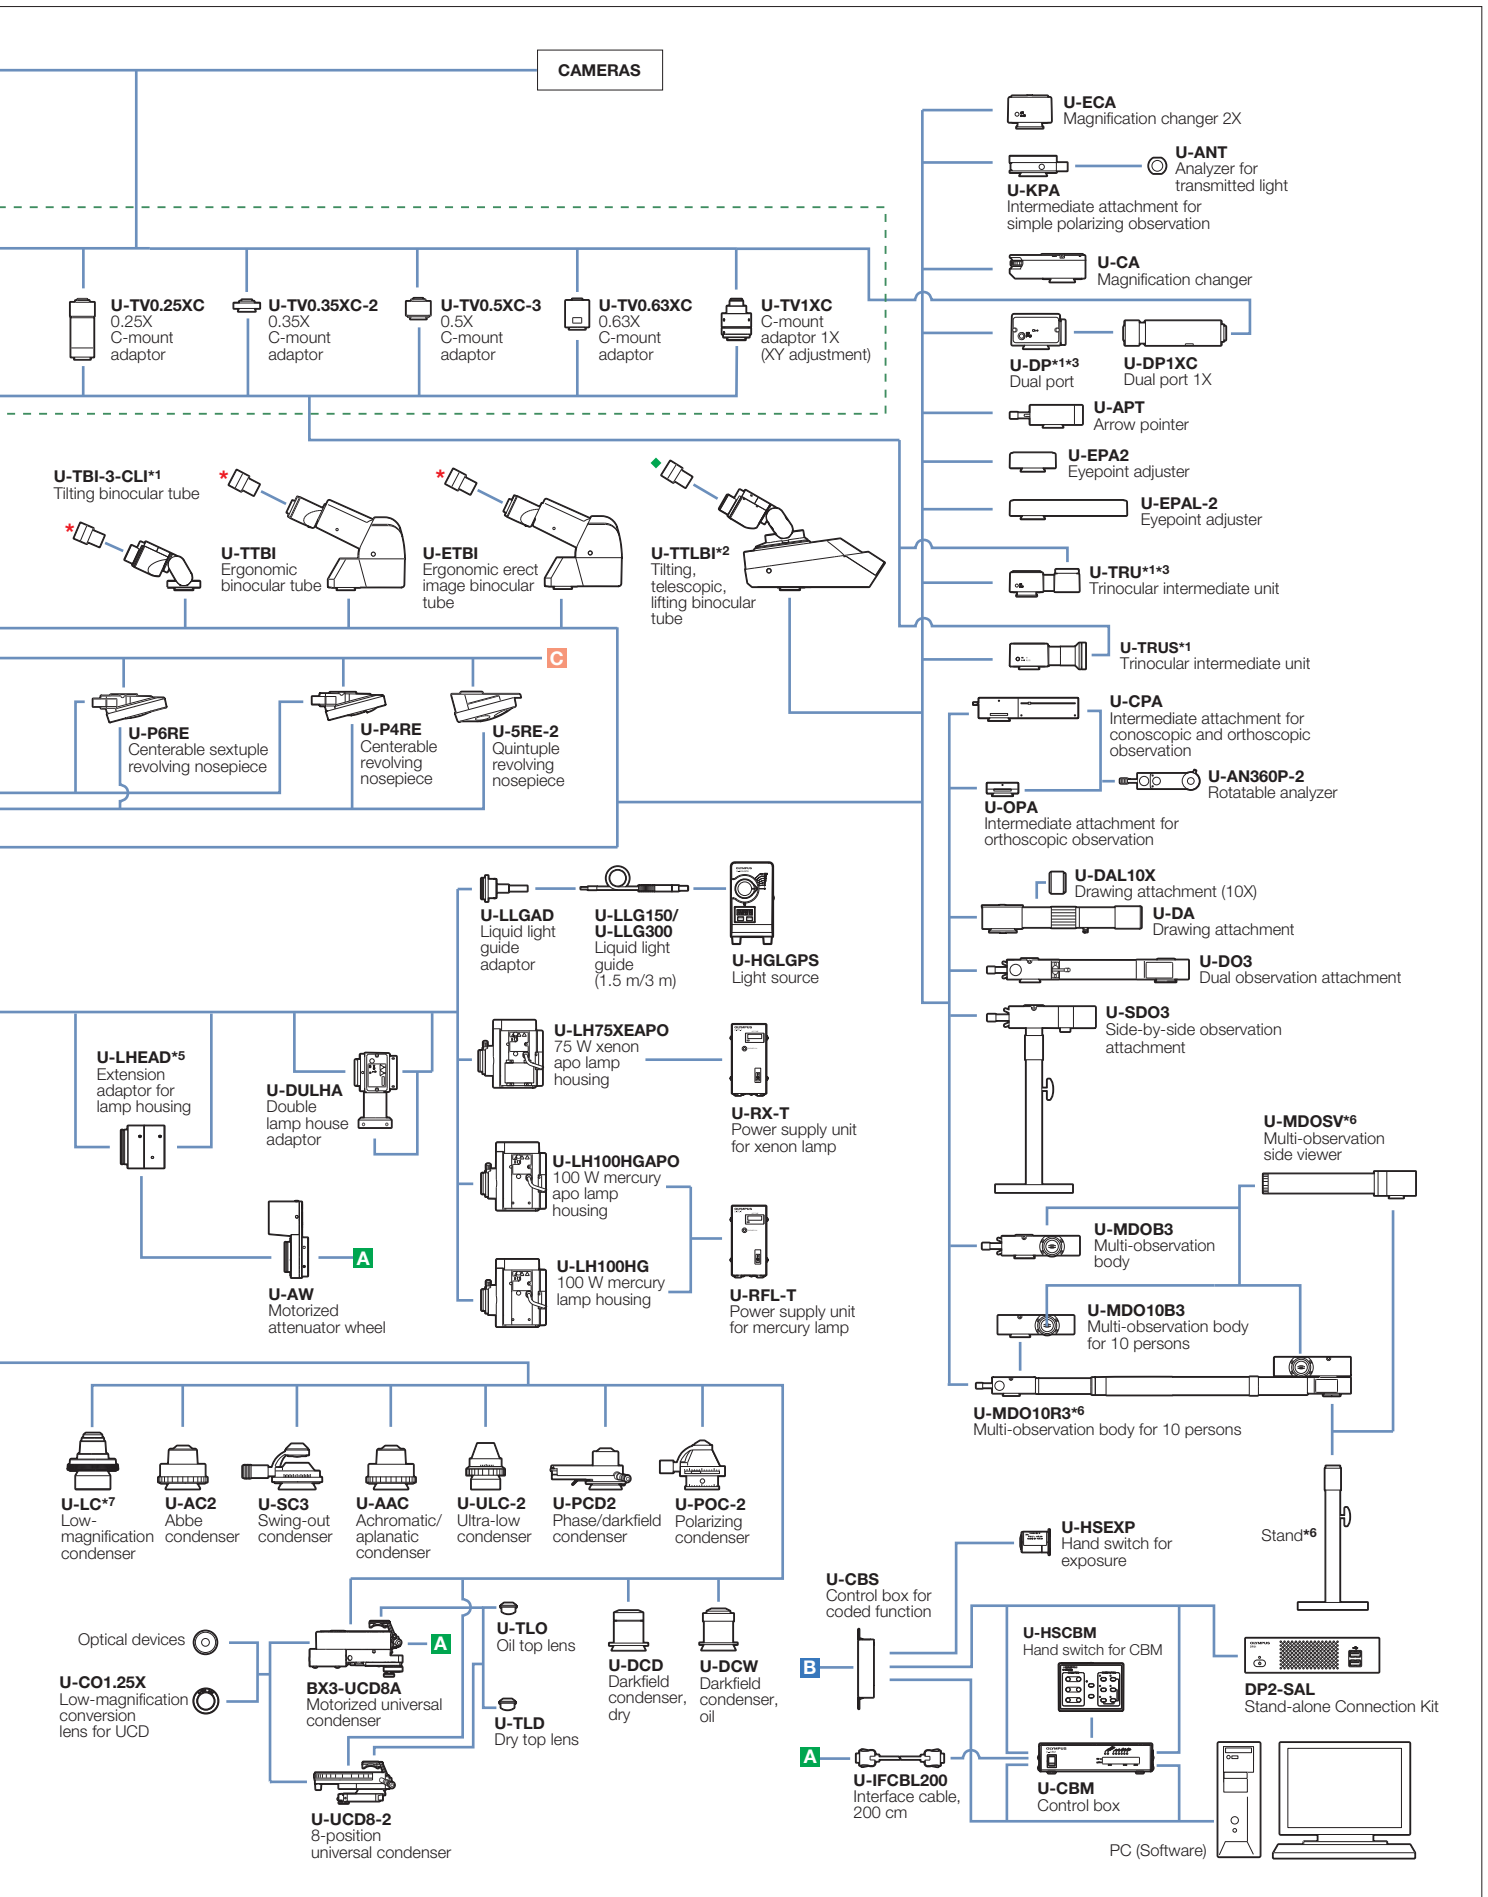 CAMERAS
U-ECA
Magnification changer 2X
U-ANT
Analyzer for
transmitted light
U-KPA
Intermediate attachment for
simple polarizing observation
U-CA
Magnification changer
U-TV0.25XC
0.25X
C-mount
adaptor
U-TV0.35XC-2
0.35X
C-mount
adaptor
U-TV0.5XC-3
0.5X
C-mount
adaptor
U-TV0.63XC
0.63X
C-mount
adaptor
U-TV1XC
C-mount
adaptor 1X
(XY adjustment)
U-DP*1*3
Dual port
U-DP1XC
Dual port 1X
U-APT
Arrow pointer
U-EPA2
Eyepoint adjuster
U-EPAL-2
Eyepoint adjuster
U-TBI-3-CLI*1
Tilting binocular tube
*
*
*
U-TTBI
Ergonomic
binocular tube
U-ETBI
Ergonomic erect
image binocular
tube
U-TTLBI*2
Tilting,
telescopic,
lifting binocular
tube
U-TRU*1*3
Trinocular intermediate unit
U-TRUS*1
Trinocular intermediate unit
C
U-P6RE
Centerable sextuple
revolving nosepiece
U-P4RE
Centerable
revolving
nosepiece
U-5RE-2
Quintuple
revolving
nosepiece
U-CPA
Intermediate attachment for
conoscopic and orthoscopic
observation
U-AN360P-2
Rotatable analyzer
U-OPA
Intermediate attachment for
orthoscopic observation
U-DAL10X
Drawing attachment (10X)
U-DA
Drawing attachment
U-DO3
Dual observation attachment
U-SDO3
Side-by-side observation
attachment
U-LLGAD
Liquid light
guide
adaptor
U-LLG150/
U-LLG300
Liquid light
guide
(1.5 m/3 m)
U-HGLGPS
Light source
U-LHEAD*5
Extension
adaptor for
lamp housing
U-DULHA
Double
lamp house
adaptor
U-LH75XEAPO
75 W xenon
apo lamp
housing
U-RX-T
Power supply unit
for xenon lamp
U-LH100HGAPO
100 W mercury
apo lamp
housing
U-LH100HG
100 W mercury
lamp housing
U-RFL-T
Power supply unit
for mercury lamp
A
U-AW
Motorized
attenuator wheel
U-MDOSV*6
Multi-observation
side viewer
U-MDOB3
Multi-observation
body
U-MDO10B3
Multi-observation body
for 10 persons
U-MDO10R3*6
Multi-observation body for 10 persons
U-LC*7
Low-
magnification
condenser
U-AC2
Abbe
condenser
U-SC3
Swing-out
condenser
U-AAC
Achromatic/
aplanatic
condenser
U-ULC-2
Ultra-low
condenser
U-PCD2
Phase/darkfield
condenser
U-POC-2
Polarizing
condenser
Stand*6
U-HSEXP
Hand switch for
exposure
U-CBS
Control box for
coded function
Optical devices
U-CO1.25X
Low-magnification
conversion
lens for UCD
A
BX3-UCD8A
Motorized universal
condenser
U-TLO
Oil top lens
U-TLD
Dry top lens
U-DCD
Darkfield
condenser,
dry
U-DCW
Darkfield
condenser,
oil
U-UCD8-2
8-position
universal condenser
B
U-HSCBM
Hand switch for CBM
DP2-SAL
Stand-alone Connection Kit
A
U-IFCBL200
Interface cable,
200 cm
U-CBM
Control box
PC (Software)